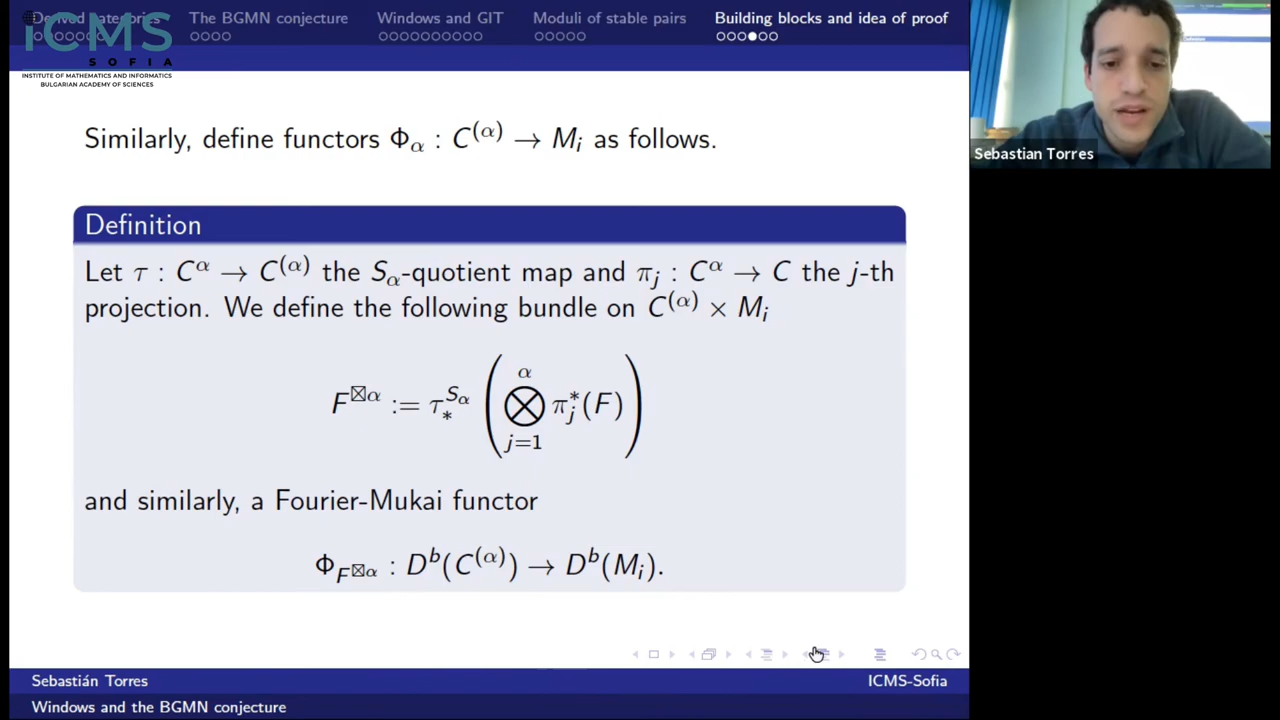 Derived categories The BGMN conjecture Windows and GIT Moduli of stable pairs Building blocks and idea of proof
iCMS
SOFIA
INSTITUTE OF MATHEMATICS AND INFORMATICS
BULGARIAN ACADEMY OF SCIENCES
Sebastian Torres
Similarly, define functors Φ_α : C^(α) → M_i as follows.
Definition
Let τ : C^α → C^(α) the S_α-quotient map and π_j : C^α → C the j-th
projection. We define the following bundle on C^(α) × M_i
F^{⊠α} := τ_*^{S_α} ( ⊗_{j=1}^{α} π_j^*(F) )
and similarly, a Fourier-Mukai functor
Φ_{F^{⊠α}} : D^b(C^(α)) → D^b(M_i).
Sebastián Torres ICMS-Sofia
Windows and the BGMN conjecture